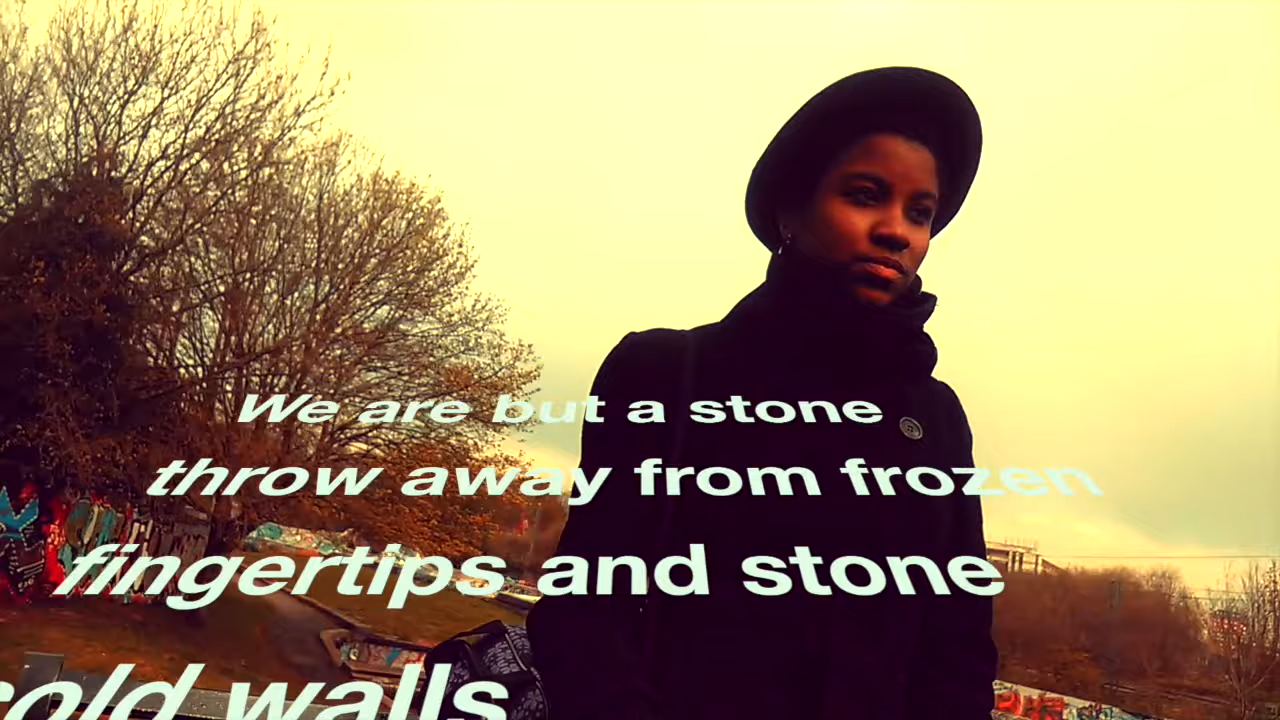 We are but a stone
throw away from frozen
fingertips and stone
cold walls